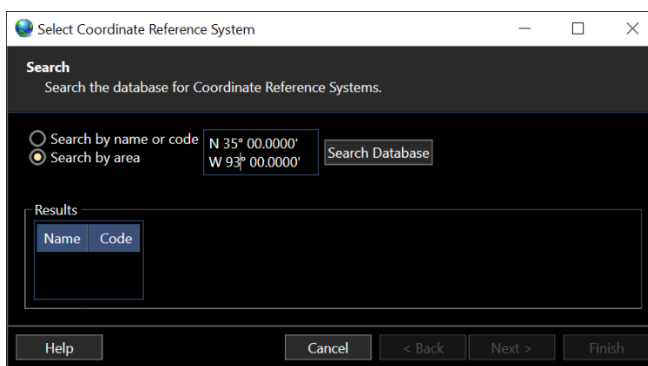 Select Coordinate Reference System
Search
Search the database for Coordinate Reference Systems.
Search by name or code
Search by area
N 35° 00.0000'
W 93° 00.0000'
Search Database
Results
Name Code
Help Cancel < Back Next > Finish